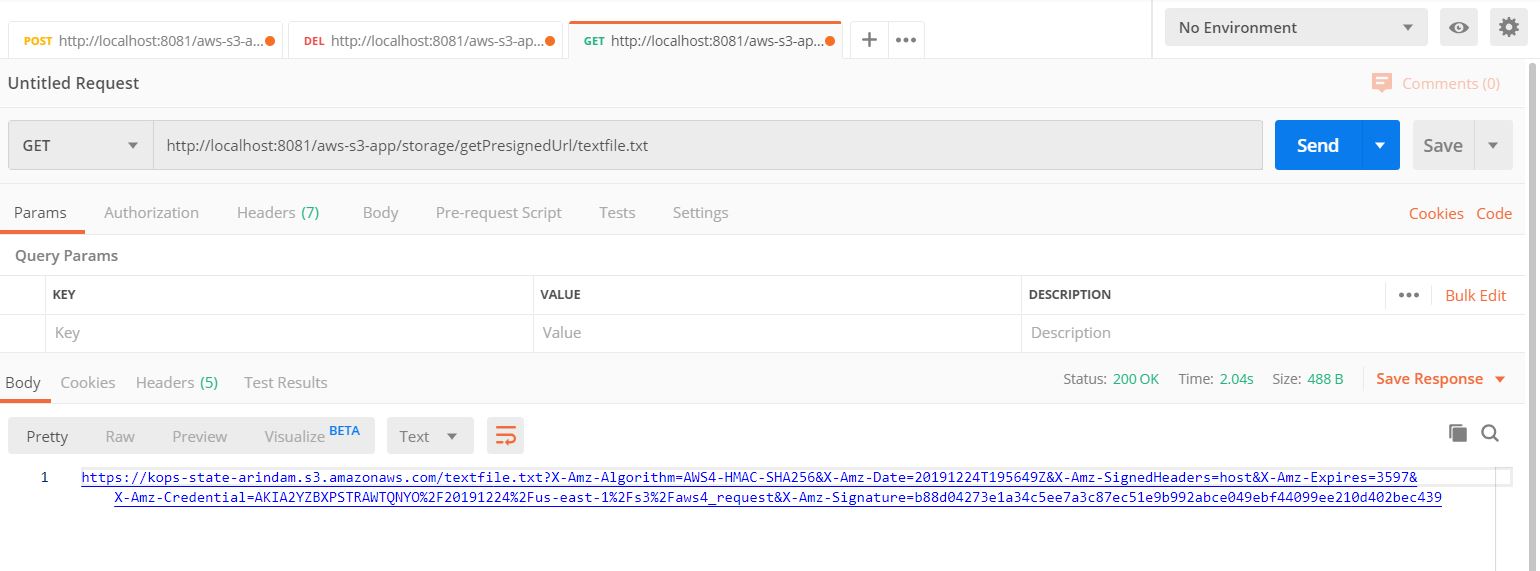 POST http://localhost:8081/aws-s3-a... DEL http://localhost:8081/aws-s3-ap... GET http://localhost:8081/aws-s3-ap... No Environment
Untitled Request Comments (0)
GET http://localhost:8081/aws-s3-app/storage/getPresignedUrl/textfile.txt Send Save
Params Authorization Headers (7) Body Pre-request Script Tests Settings Cookies Code
Query Params
KEY VALUE DESCRIPTION ••• Bulk Edit
Key Value Description
Body Cookies Headers (5) Test Results Status: 200 OK Time: 2.04s Size: 488 B Save Response
Pretty Raw Preview Visualize BETA Text
1 https://kops-state-arindam.s3.amazonaws.com/textfile.txt?X-Amz-Algorithm=AWS4-HMAC-SHA256&X-Amz-Date=20191224T195649Z&X-Amz-SignedHeaders=host&X-Amz-Expires=3597&
X-Amz-Credential=AKIA2YZBXPSTRAWTQNYO%2F20191224%2Fus-east-1%2Fs3%2Faws4_request&X-Amz-Signature=b88d04273e1a34c5ee7a3c87ec51e9b992abce049ebf44099ee210d402bec439